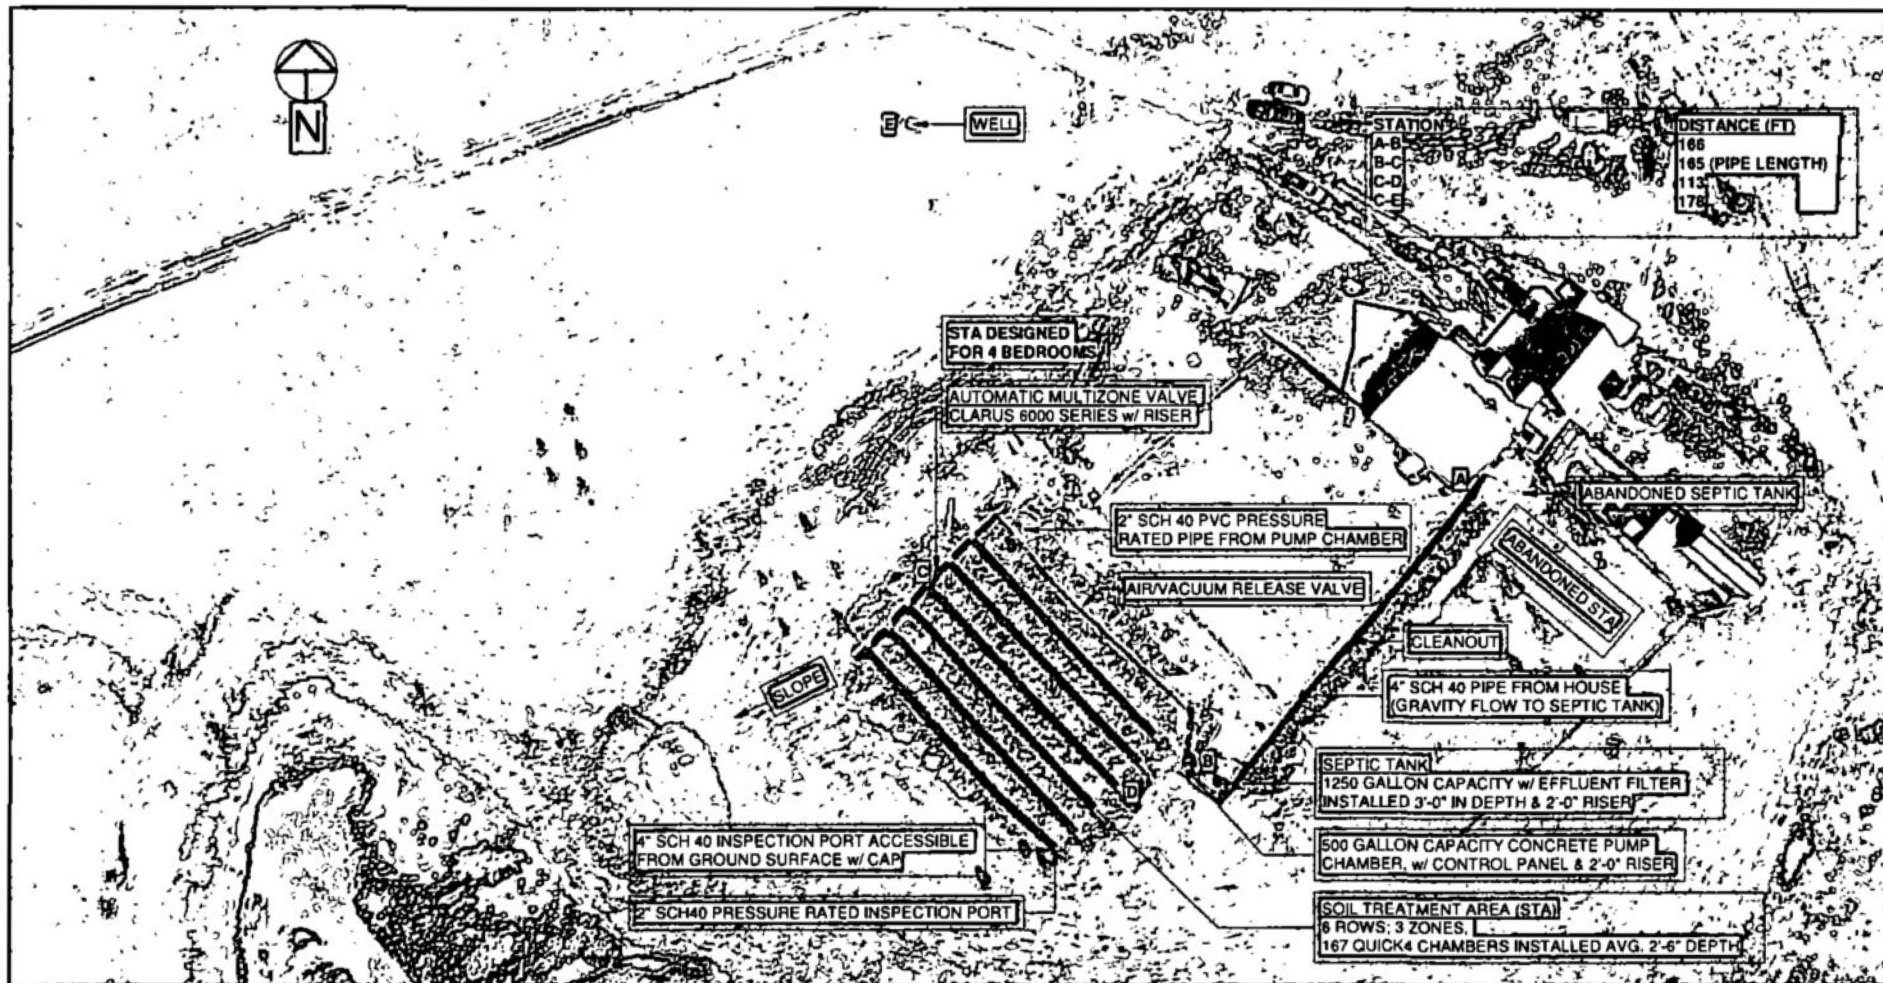 N
E
WELL
STATION
A-B
B-C
C-D
C-E
DISTANCE (FT)
166
165 (PIPE LENGTH)
113
178
STA DESIGNED
FOR 4 BEDROOMS
AUTOMATIC MULTIZONE VALVE
CLARUS 6000 SERIES w/ RISER
A
ABANDONED SEPTIC TANK
2" SCH 40 PVC PRESSURE
RATED PIPE FROM PUMP CHAMBER
ABANDONED STA
C
AIR/VACUUM RELEASE VALVE
CLEANOUT
SLOPE
4" SCH 40 PIPE FROM HOUSE
(GRAVITY FLOW TO SEPTIC TANK)
B
D
SEPTIC TANK
1250 GALLON CAPACITY w/ EFFLUENT FILTER
INSTALLED 3'-0" IN DEPTH & 2'-0" RISER
4" SCH 40 INSPECTION PORT ACCESSIBLE
FROM GROUND SURFACE w/ CAP
500 GALLON CAPACITY CONCRETE PUMP
CHAMBER, w/ CONTROL PANEL & 2'-0" RISER
2" SCH40 PRESSURE RATED INSPECTION PORT
SOIL TREATMENT AREA (STA)
6 ROWS; 3 ZONES,
167 QUICK4 CHAMBERS INSTALLED AVG. 2'-6" DEPTH